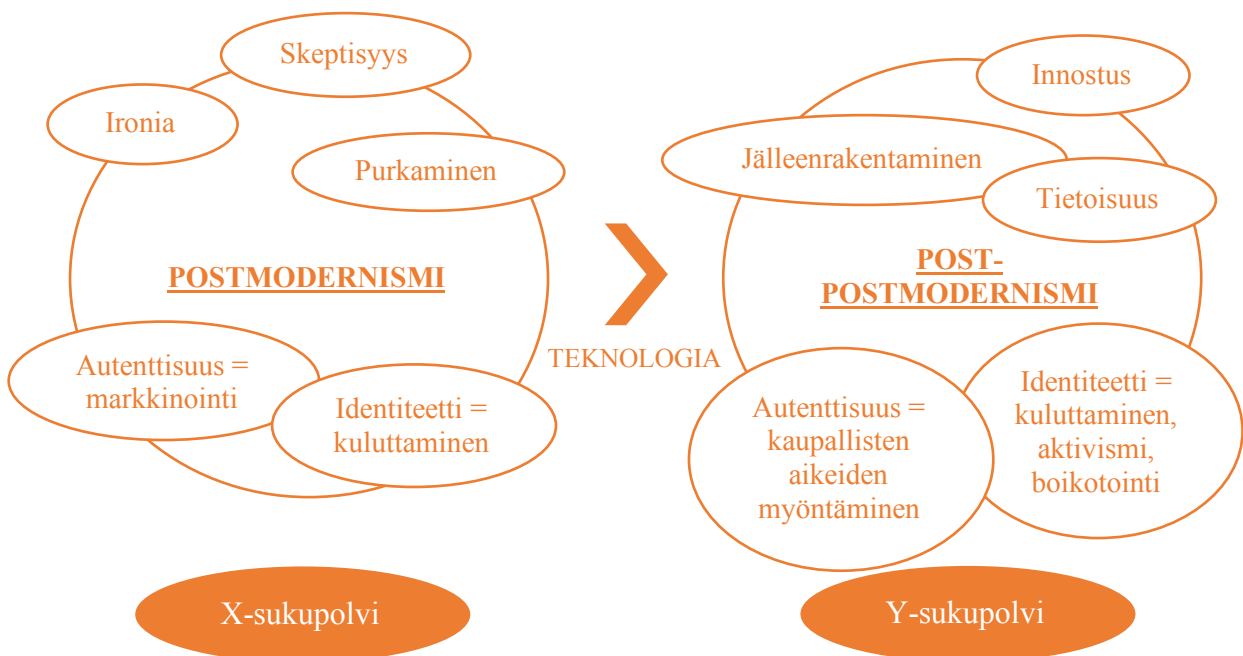 Skeptisyys
Ironia
Purkaminen
POSTMODERNISMI
Autenttisuus =
markkinointi
Identiteetti =
kuluttaminen
X-sukupolvi
TEKNOLOGIA
Innostus
Jälleenrakentaminen
Tietoisuus
POST-
POSTMODERNISMI
Autenttisuus =
kaupallisten
aikeiden
myöntäminen
Identiteetti =
kuluttaminen,
aktivismi,
boikotointi
Y-sukupolvi